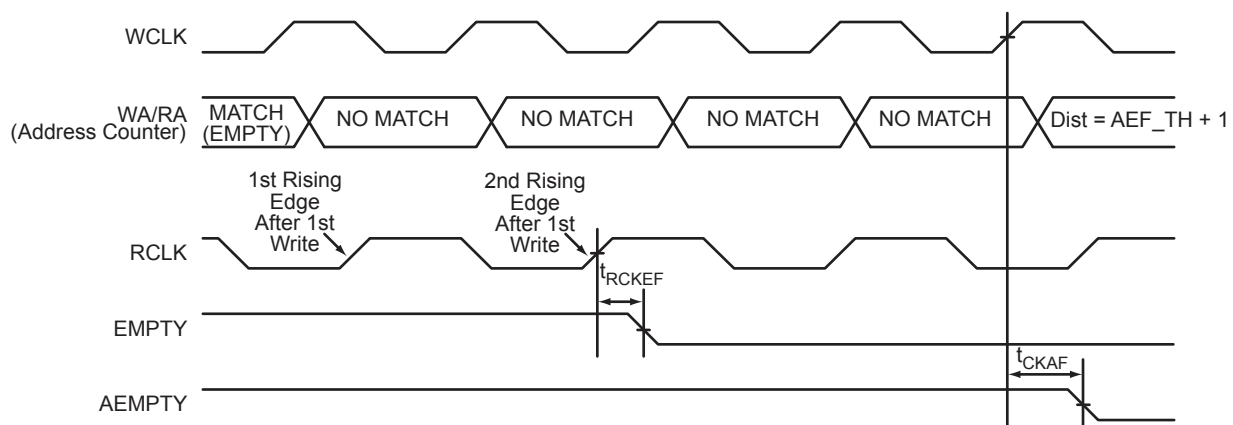 WCLK
WA/RA
(Address Counter)
MATCH
(EMPTY)
NO MATCH
NO MATCH
NO MATCH
NO MATCH
Dist = AEF_TH + 1
1st Rising
Edge
After 1st
Write
2nd Rising
Edge
After 1st
Write
RCLK
tRCKEF
EMPTY
tCKAF
AEMPTY